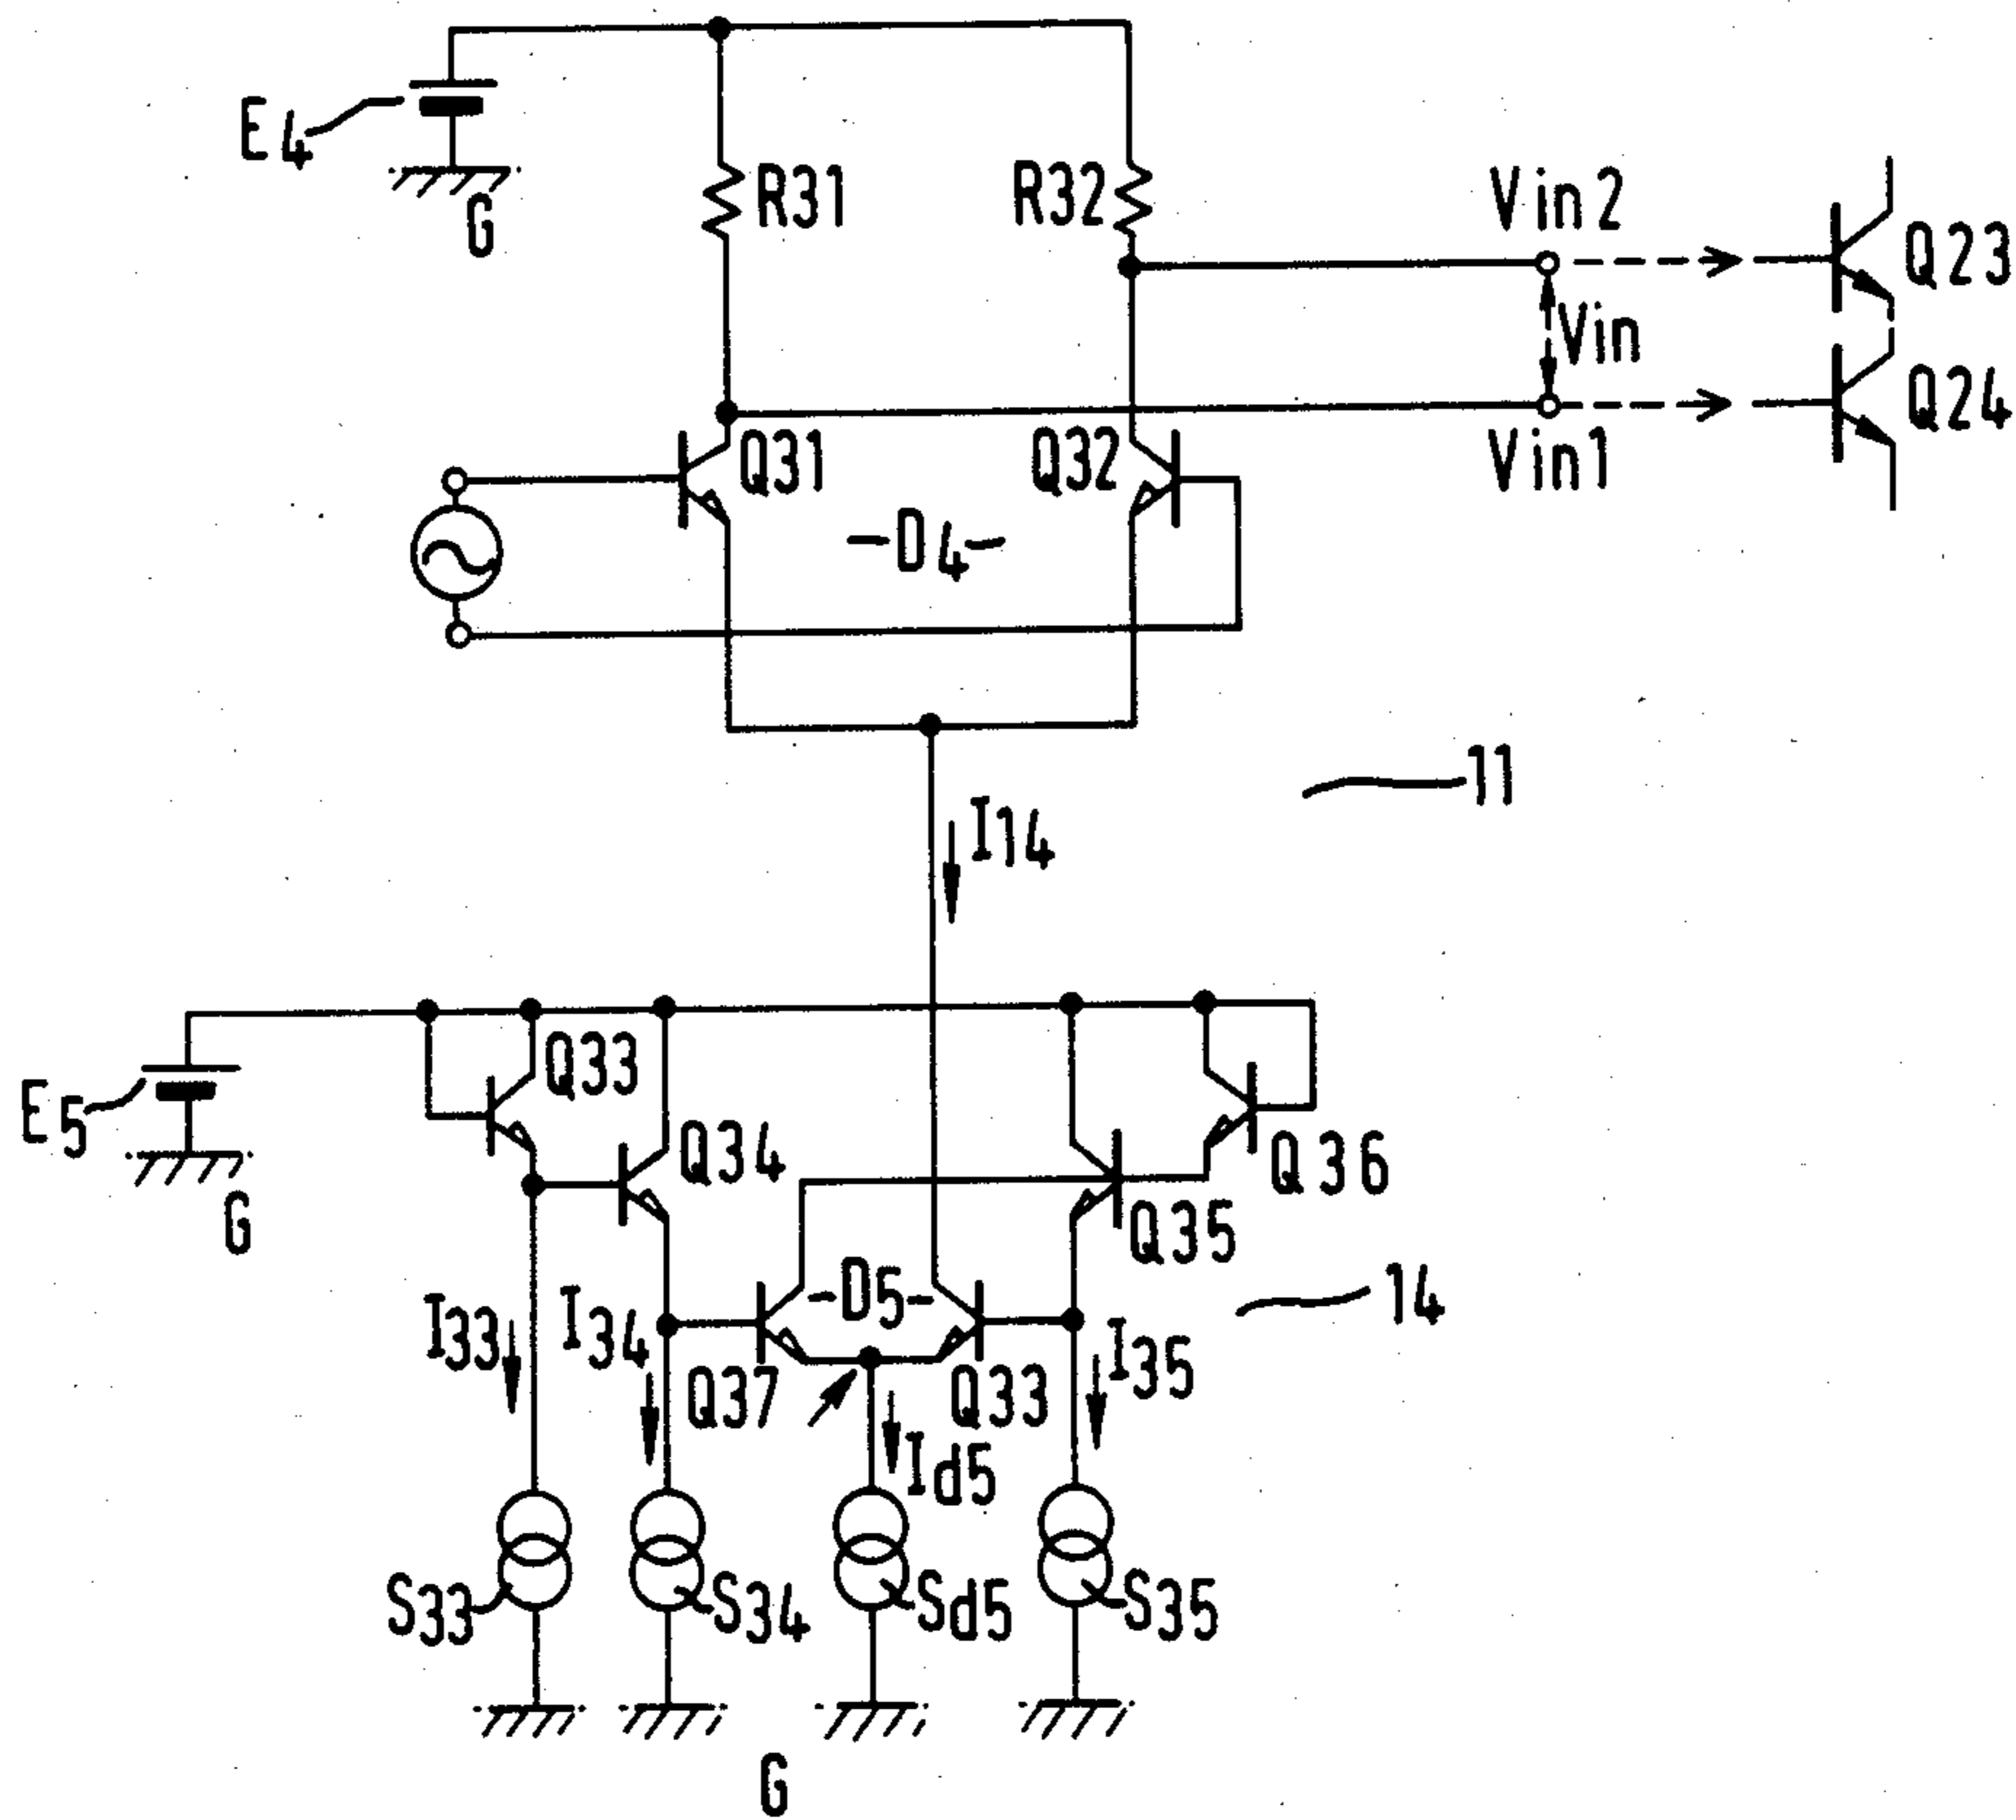 E4
G
R31
R32
Vin2
Q23
Vin
Q24
Vin1
Q31
Q32
-D4-
11
I14
E5
G
Q33
Q34
Q36
Q35
-D5-
14
I33
I34
Q37
Q33
I35
Id5
S33
S34
Sd5
S35
G